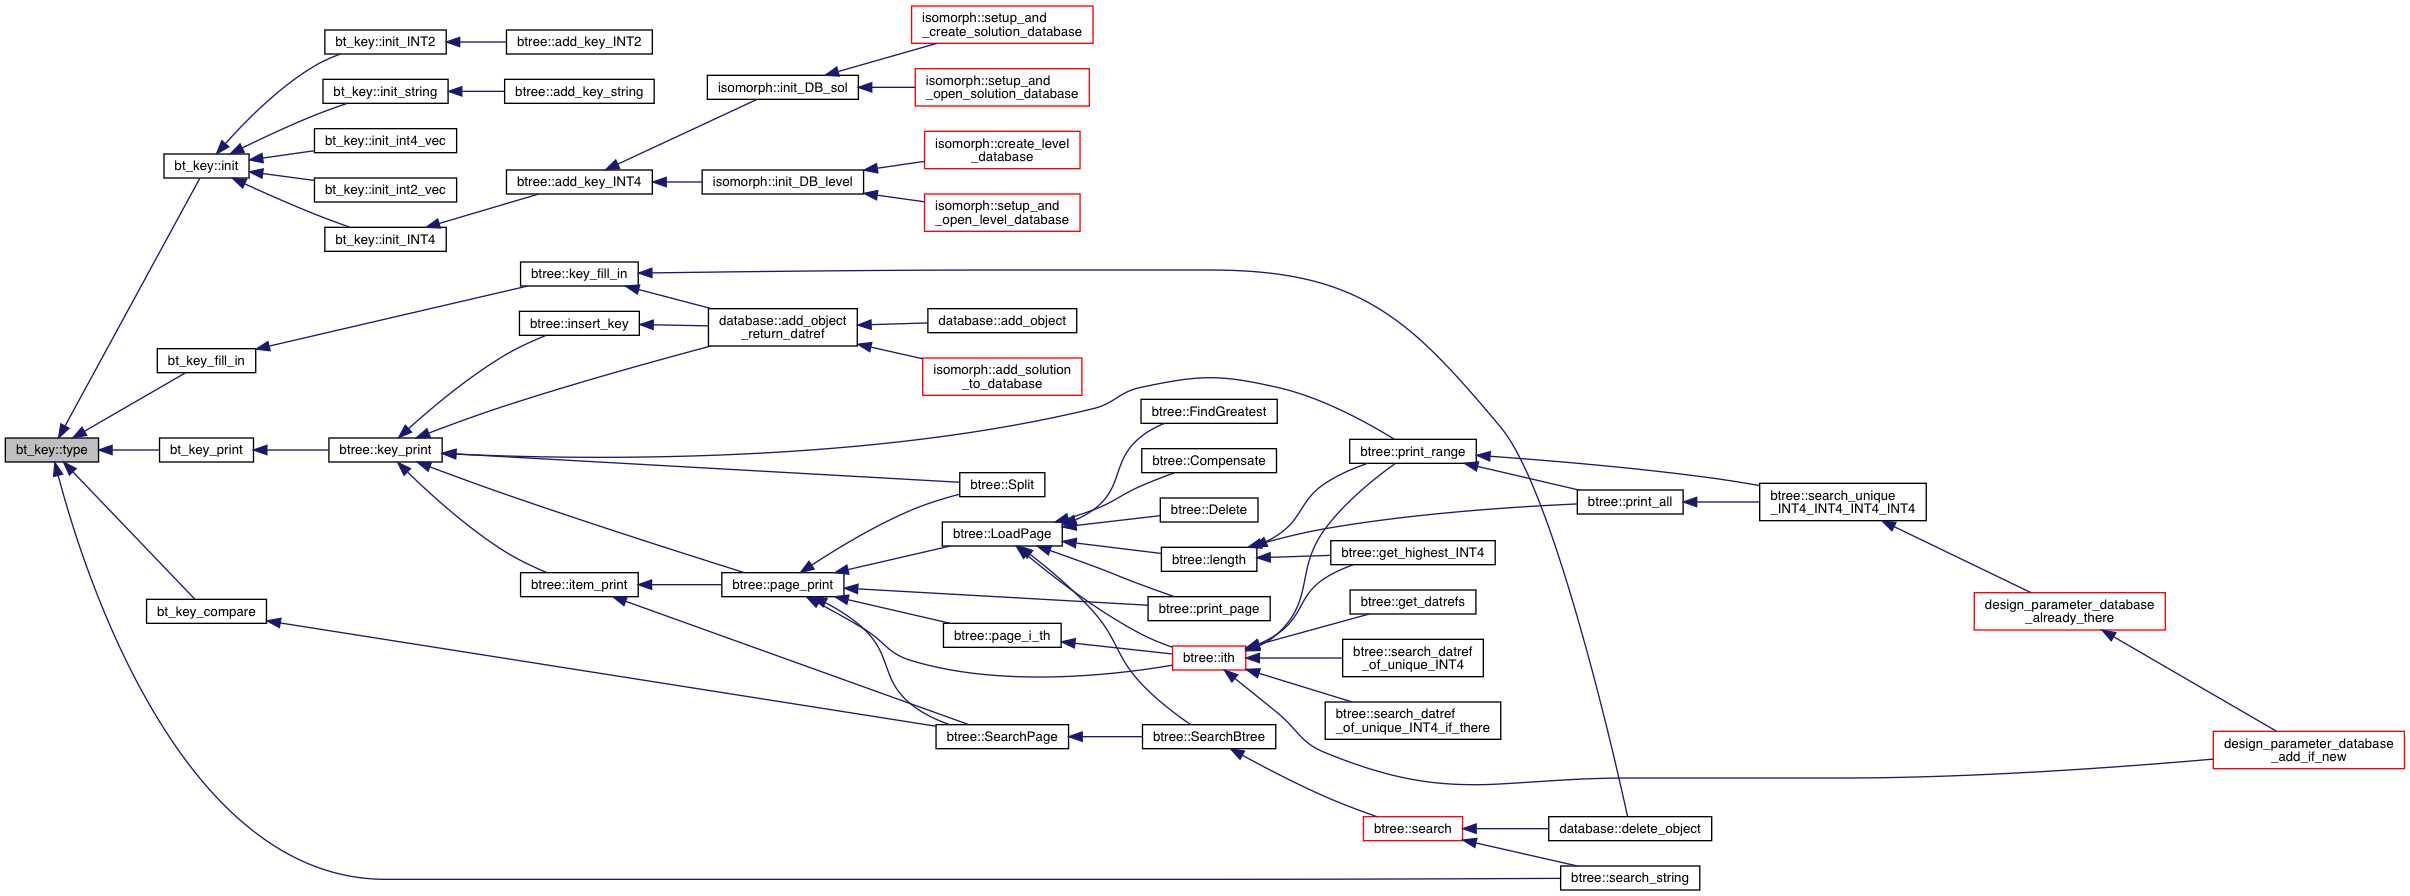 isomorph::setup_and
_create_solution_database
bt_key::init_INT2
btree::add_key_INT2
isomorph::init_DB_sol
isomorph::setup_and
_open_solution_database
bt_key::init_string
btree::add_key_string
bt_key::init_int4_vec
isomorph::create_level
_database
bt_key::init
btree::add_key_INT4
isomorph::init_DB_level
bt_key::init_int2_vec
isomorph::setup_and
_open_level_database
bt_key::init_INT4
btree::key_fill_in
btree::insert_key
database::add_object
_return_datref
database::add_object
bt_key_fill_in
isomorph::add_solution
_to_database
btree::FindGreatest
bt_key::type
bt_key_print
btree::key_print
btree::print_range
btree::Compensate
btree::Split
btree::print_all
btree::search_unique
_INT4_INT4_INT4_INT4
btree::Delete
btree::LoadPage
btree::length
btree::get_highest_INT4
btree::item_print
btree::page_print
bt_key_compare
btree::print_page
btree::get_datrefs
design_parameter_database
_already_there
btree::page_i_th
btree::ith
btree::search_datref
_of_unique_INT4
btree::search_datref
_of_unique_INT4_if_there
btree::SearchPage
btree::SearchBtree
design_parameter_database
_add_if_new
btree::search
database::delete_object
btree::search_string